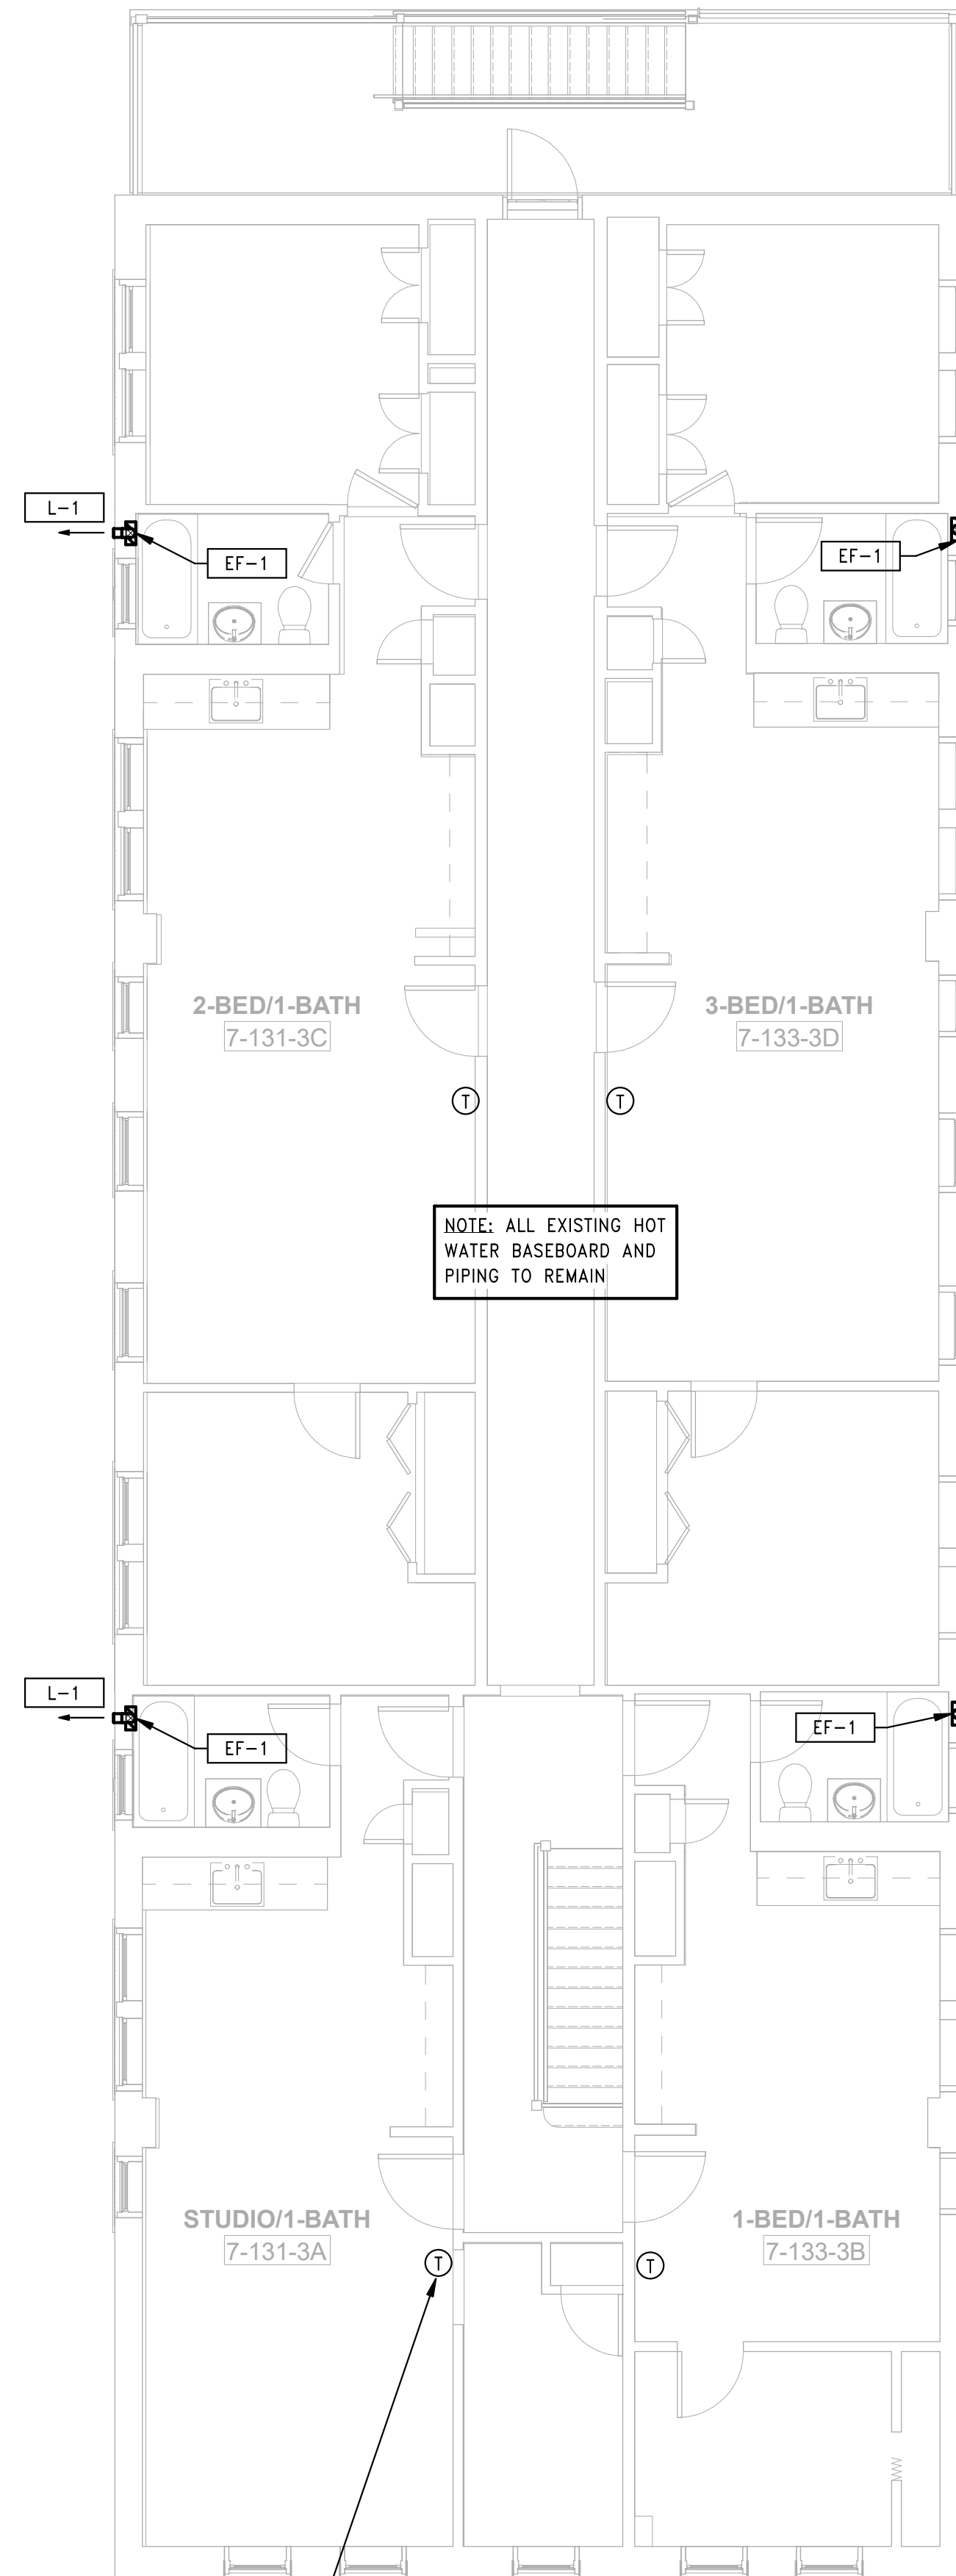 L-1
EF-1
EF-1
2-BED/1-BATH
7-131-3C
3-BED/1-BATH
7-133-3D
T
T
NOTE: ALL EXISTING HOT
WATER BASEBOARD AND
PIPING TO REMAIN
L-1
EF-1
EF-1
STUDIO/1-BATH
7-131-3A
1-BED/1-BATH
7-133-3B
T
T